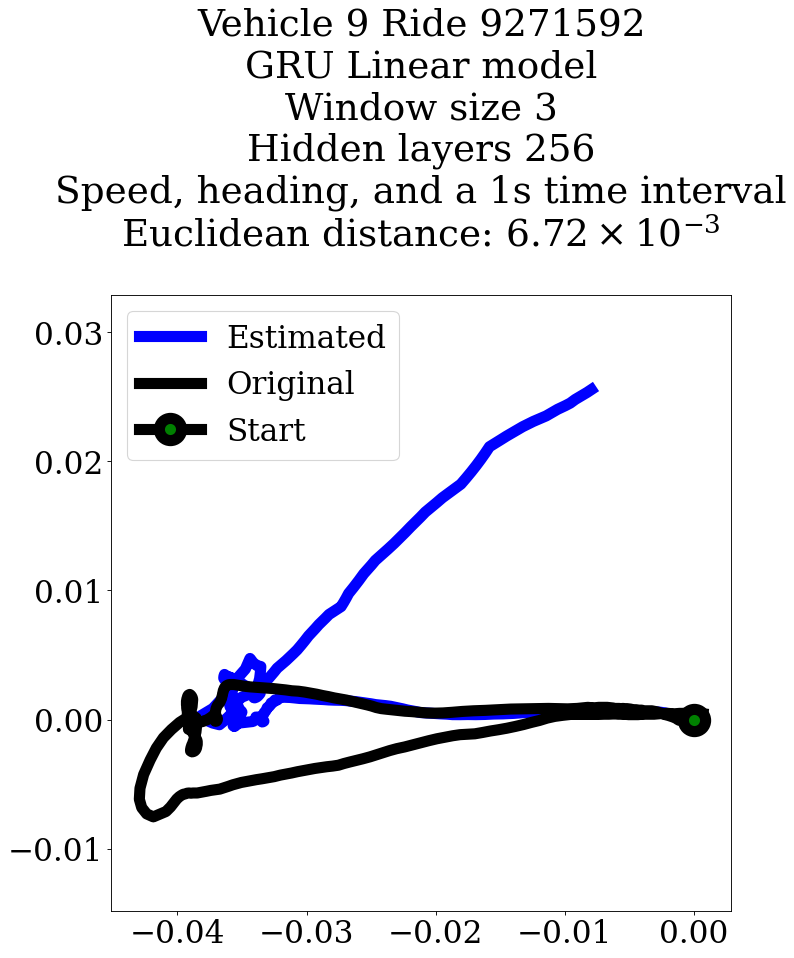 Vehicle 9 Ride 9271592
GRU Linear model
Window size 3
Hidden layers 256
Speed, heading, and a 1s time interval
Euclidean distance: 6.72 × 10⁻³
Estimated
Original
Start
0.03
0.02
0.01
0.00
−0.01
−0.04 −0.03 −0.02 −0.01 0.00